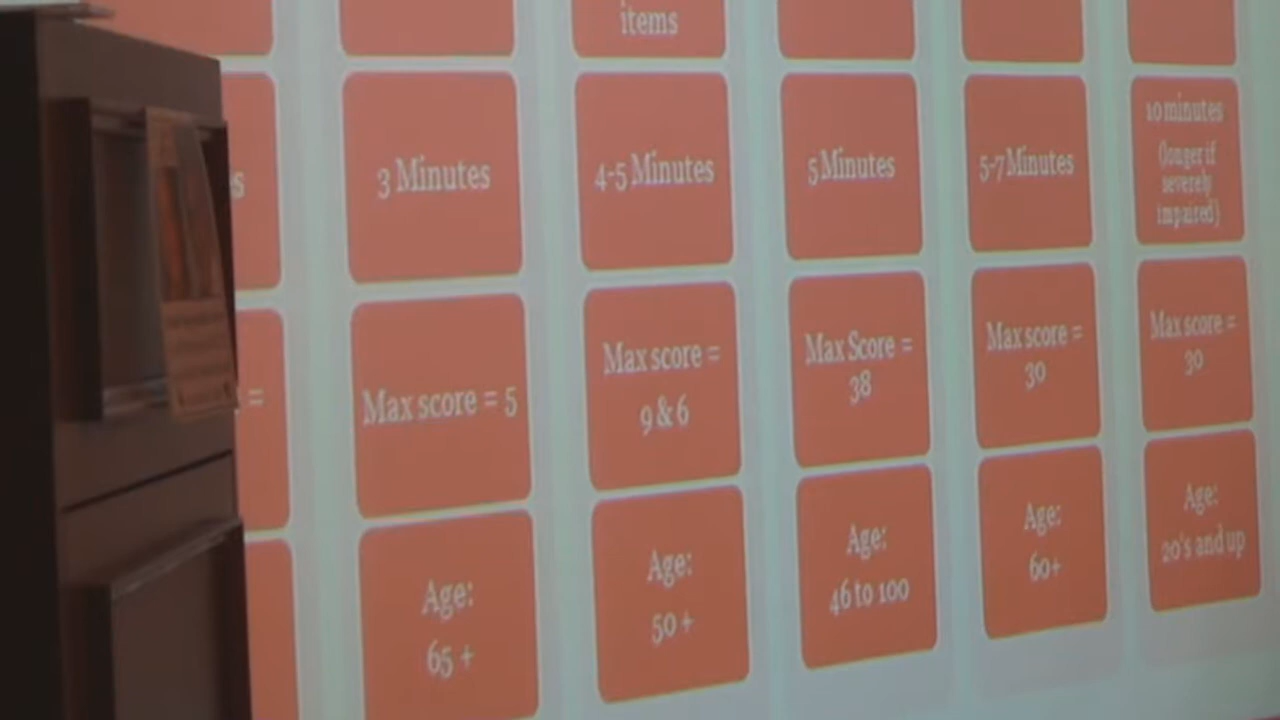 items
s
3 Minutes
4-5 Minutes
5 Minutes
5-7 Minutes
10 minutes
(longer if
severely
impaired)
=
Max score = 5
Max score =
9 & 6
Max Score =
38
Max score =
30
Max score =
30
Age:
65 +
Age:
50 +
Age:
46 to 100
Age:
60+
Age:
20's and up